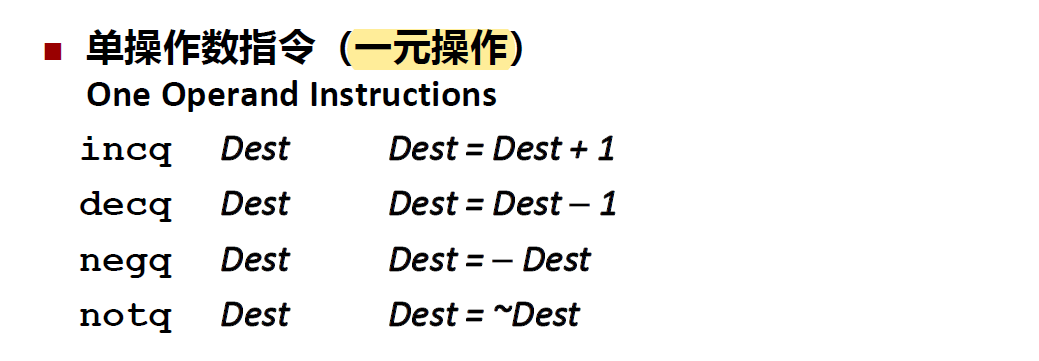 ■ 单操作数指令（一元操作）
One Operand Instructions
incq Dest Dest = Dest + 1
decq Dest Dest = Dest − 1
negq Dest Dest = − Dest
notq Dest Dest = ~Dest